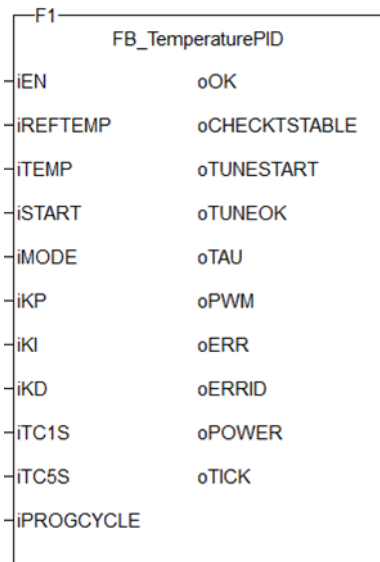 F1
FB_TemperaturePID
iEN oOK
iREFTEMP oCHECKTSTABLE
iTEMP oTUNESTART
iSTART oTUNEOK
iMODE oTAU
iKP oPWM
iKI oERR
iKD oERRID
iTC1S oPOWER
iTC5S oTICK
iPROGCYCLE